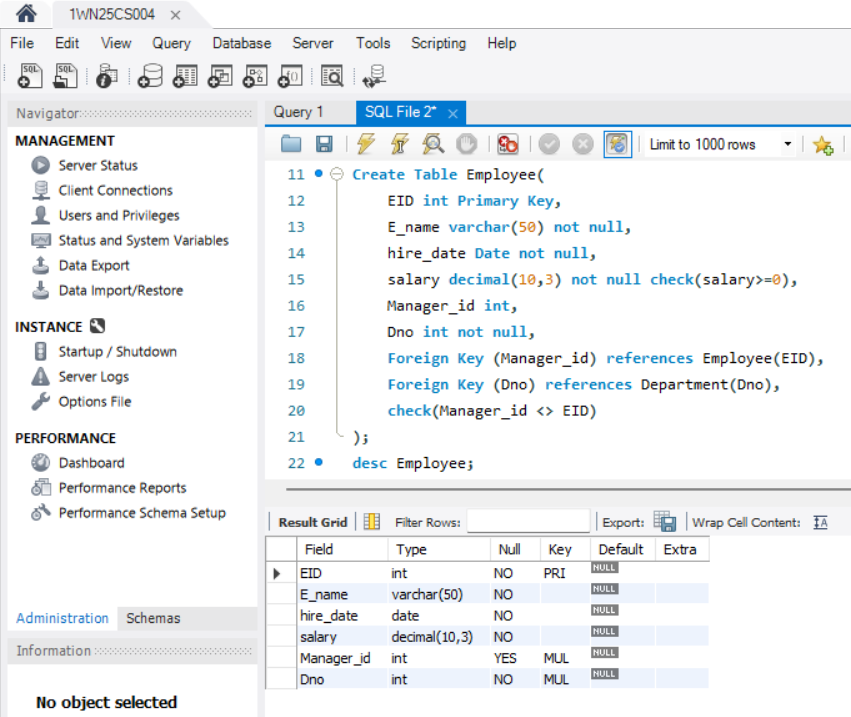 1WN25CS004 ×
File Edit View Query Database Server Tools Scripting Help
Navigator
MANAGEMENT
Server Status
Client Connections
Users and Privileges
Status and System Variables
Data Export
Data Import/Restore
INSTANCE
Startup / Shutdown
Server Logs
Options File
PERFORMANCE
Dashboard
Performance Reports
Performance Schema Setup
Administration Schemas
Information
No object selected
Query 1 SQL File 2* ×
Limit to 1000 rows
11 Create Table Employee(
12 EID int Primary Key,
13 E_name varchar(50) not null,
14 hire_date Date not null,
15 salary decimal(10,3) not null check(salary>=0),
16 Manager_id int,
17 Dno int not null,
18 Foreign Key (Manager_id) references Employee(EID),
19 Foreign Key (Dno) references Department(Dno),
20 check(Manager_id <> EID)
21 );
22 desc Employee;
Result Grid Filter Rows: Export: Wrap Cell Content:
Field Type Null Key Default Extra
EID int NO PRI NULL
E_name varchar(50) NO NULL
hire_date date NO NULL
salary decimal(10,3) NO NULL
Manager_id int YES MUL NULL
Dno int NO MUL NULL